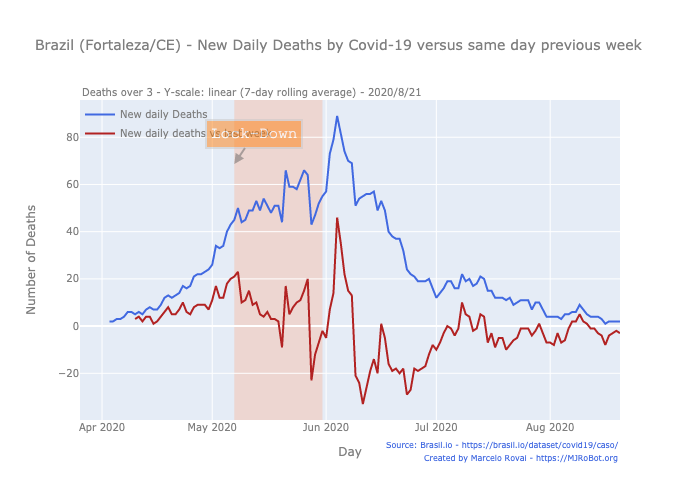 Brazil (Fortaleza/CE) - New Daily Deaths by Covid-19 versus same day previous week
Deaths over 3 - Y-scale: linear (7-day rolling average) - 2020/8/21
New daily Deaths
New daily deaths
LockDown
80
60
40
20
0
−20
Number of Deaths
Apr 2020
May 2020
Jun 2020
Jul 2020
Aug 2020
Day
Source: Brasil.io - https://brasil.io/dataset/covid19/caso/
Created by Marcelo Rovai - https://MJRoBot.org